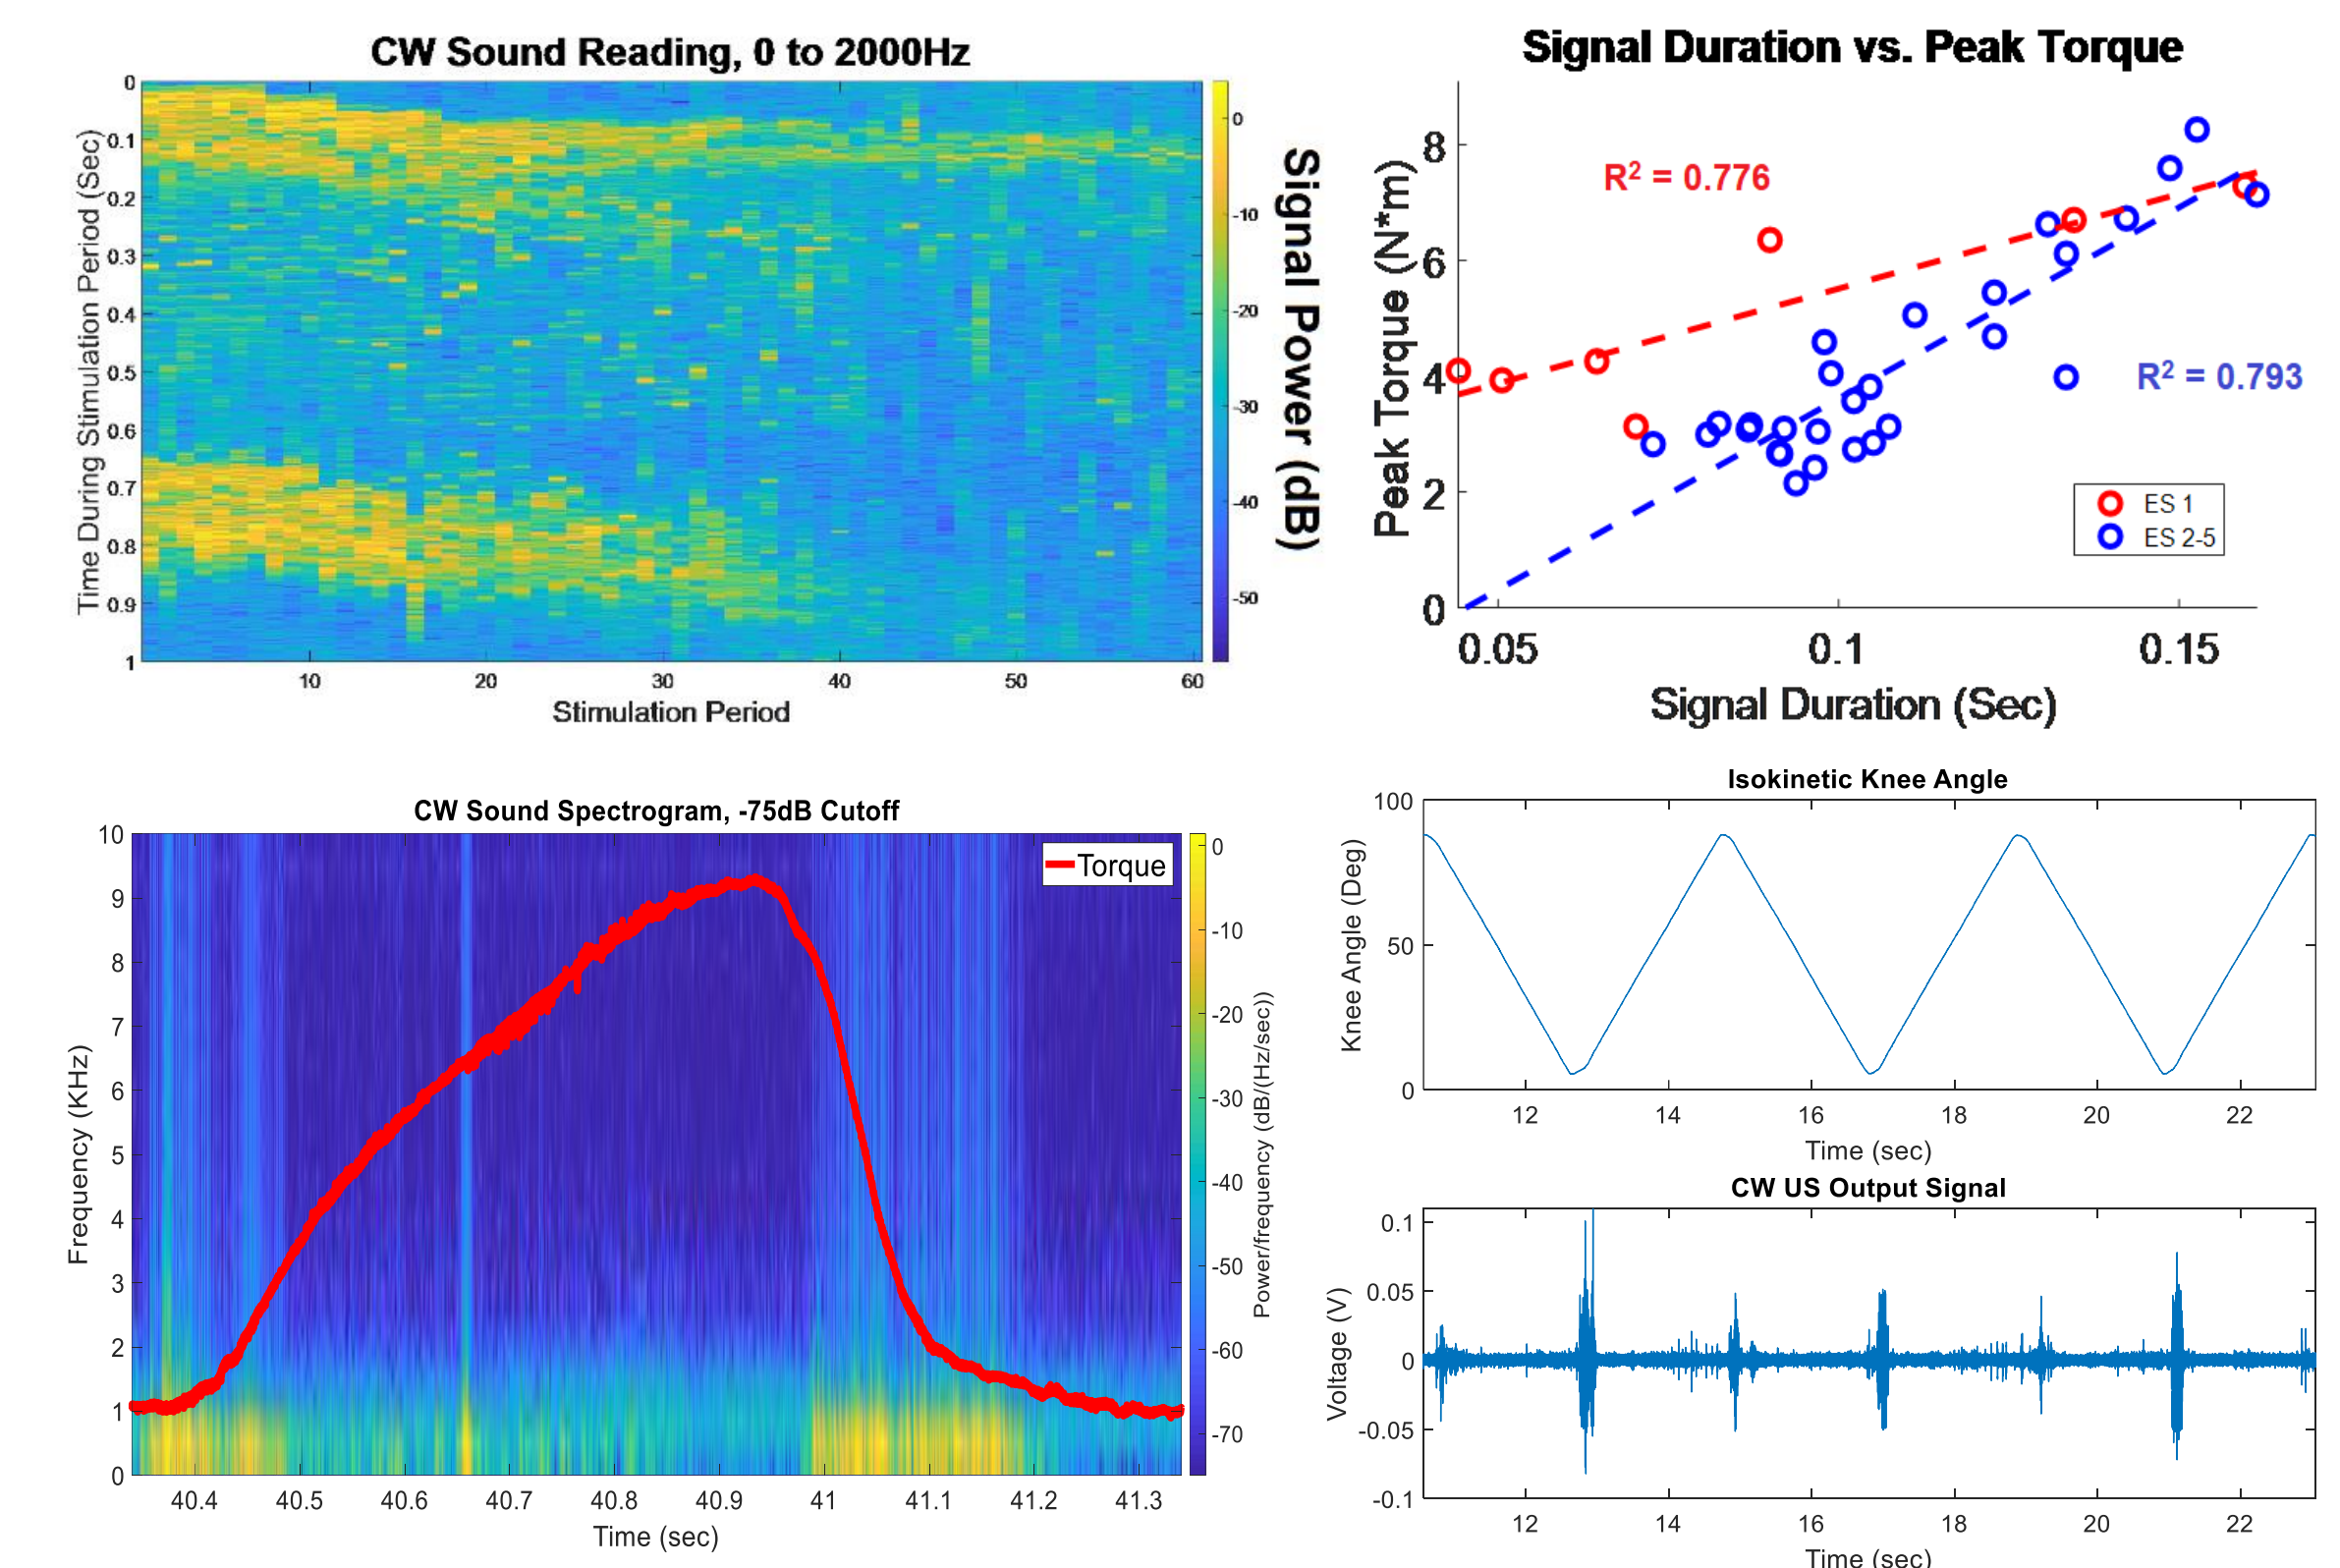 CW Sound Reading, 0 to 2000Hz
Time During Stimulation Period (Sec)
0
0.1
0.2
0.3
0.4
0.5
0.6
0.7
0.8
0.9
1
10 20 30 40 50 60
Stimulation Period
0
-10
-20
-30
-40
-50
Signal Power (dB)
Signal Duration vs. Peak Torque
Peak Torque (N*m)
8
6
4
2
0
R² = 0.776
R² = 0.793
ES 1
ES 2-5
0.05 0.1 0.15
Signal Duration (Sec)
CW Sound Spectrogram, -75dB Cutoff
Frequency (KHz)
10
9
8
7
6
5
4
3
2
1
0
Torque
40.4 40.5 40.6 40.7 40.8 40.9 41 41.1 41.2 41.3
Time (sec)
0
-10
-20
-30
-40
-50
-60
-70
Power/frequency (dB/(Hz/sec))
Isokinetic Knee Angle
Knee Angle (Deg)
100
50
0
12 14 16 18 20 22
Time (sec)
CW US Output Signal
Voltage (V)
0.1
0.05
0
-0.05
-0.1
12 14 16 18 20 22
Time (sec)